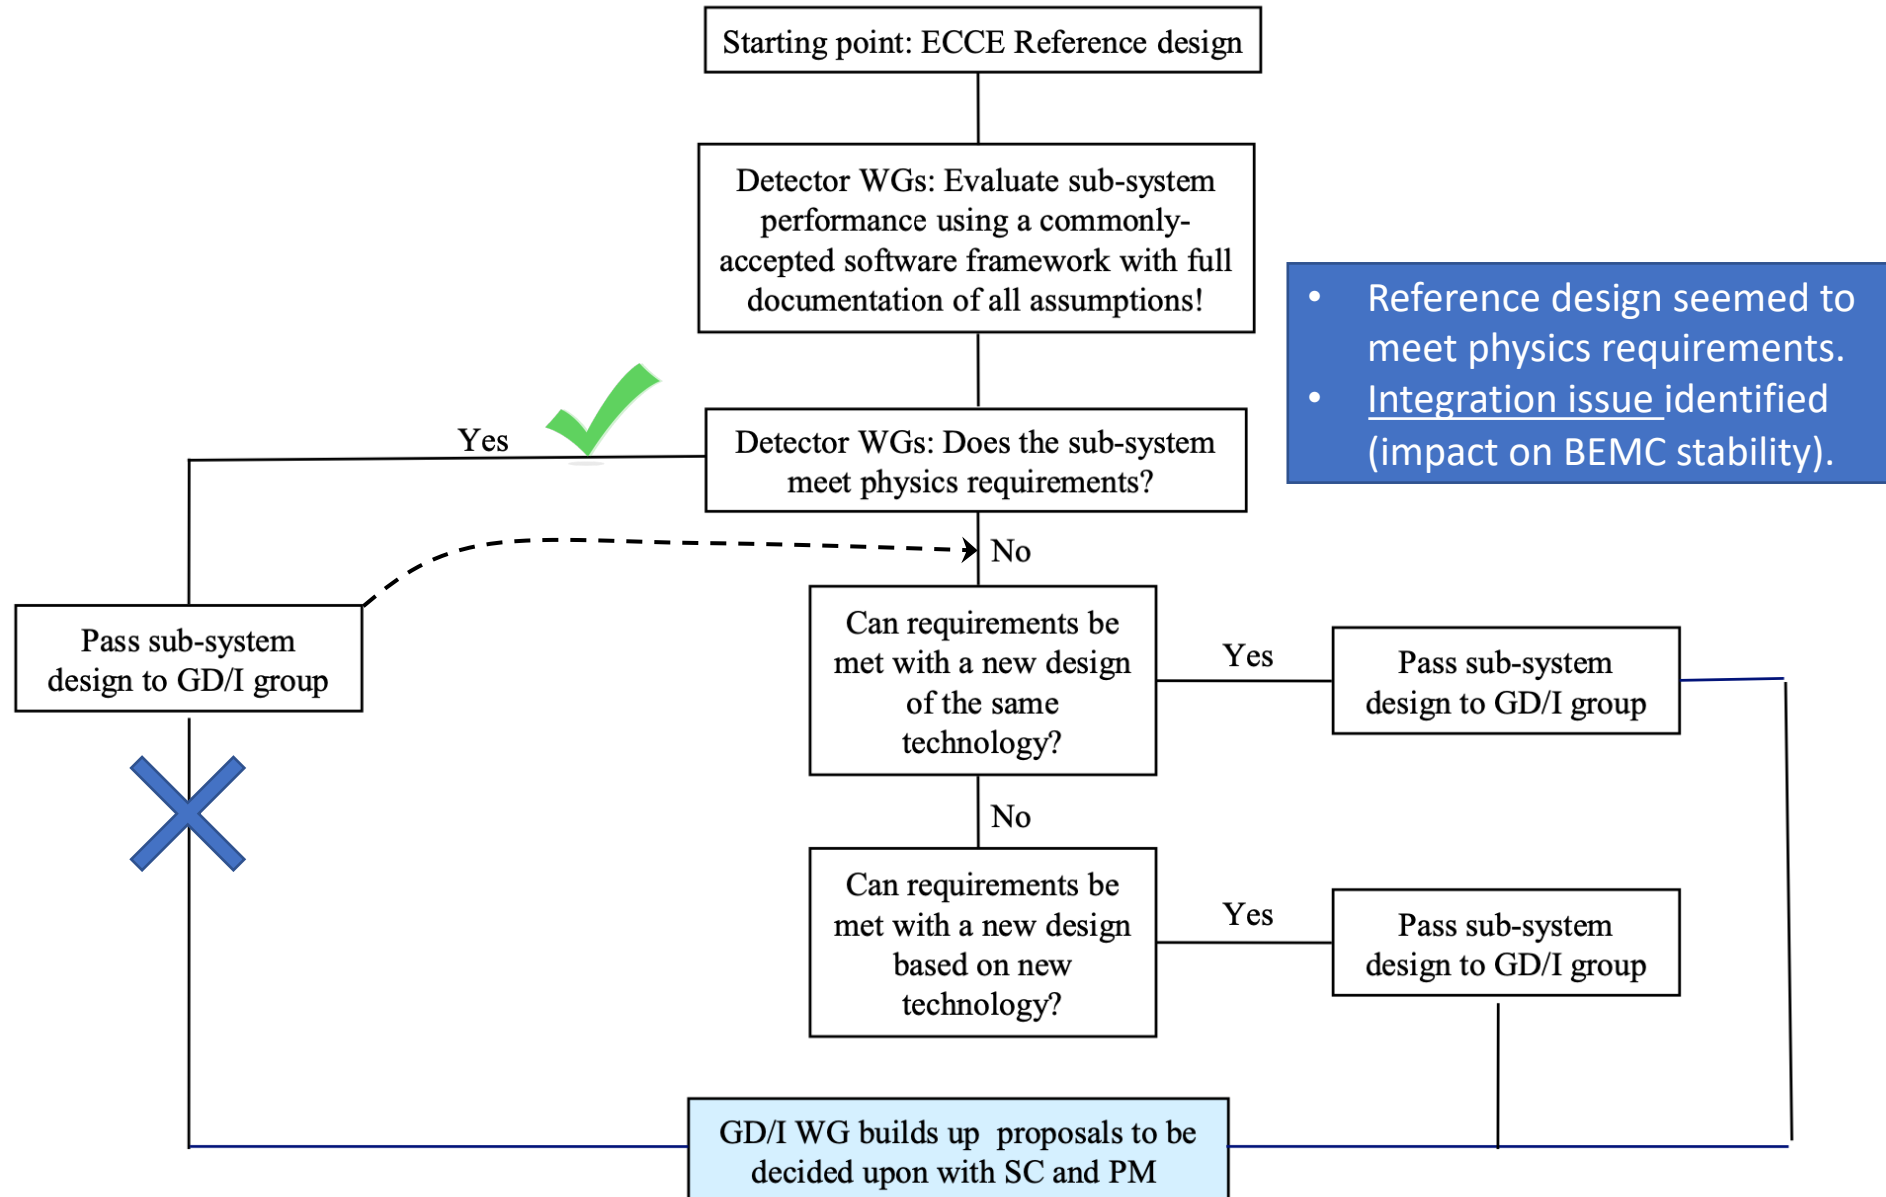 Starting point: ECCE Reference design
Detector WGs: Evaluate sub-system
performance using a commonly-
accepted software framework with full
documentation of all assumptions!
• Reference design seemed to
meet physics requirements.
• Integration issue identified
(impact on BEMC stability).
Yes
Detector WGs: Does the sub-system
meet physics requirements?
No
Pass sub-system
design to GD/I group
Can requirements be
met with a new design
of the same
technology?
Yes
Pass sub-system
design to GD/I group
No
Can requirements be
met with a new design
based on new
technology?
Yes
Pass sub-system
design to GD/I group
GD/I WG builds up proposals to be
decided upon with SC and PM